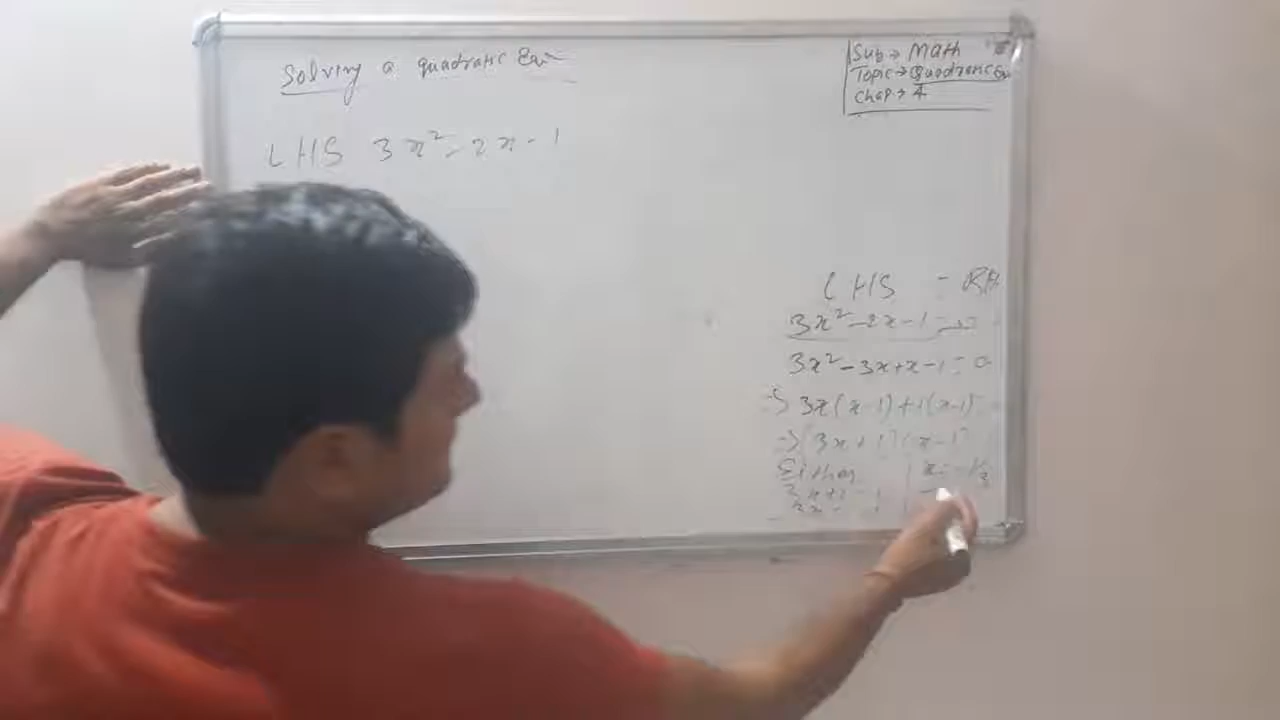 Solving a quadratic Eqn
Sub → Math
Topic → Quadratic Eqn
Chap → 4
LHS 3x² - 2x - 1
LHS = RH
3x² - 2x - 1 = 0
3x² - 3x + x - 1 = 0
⇒ 3x(x-1) + 1(x-1)
⇒ (3x+1)(x-1)
Either
x = -1/3